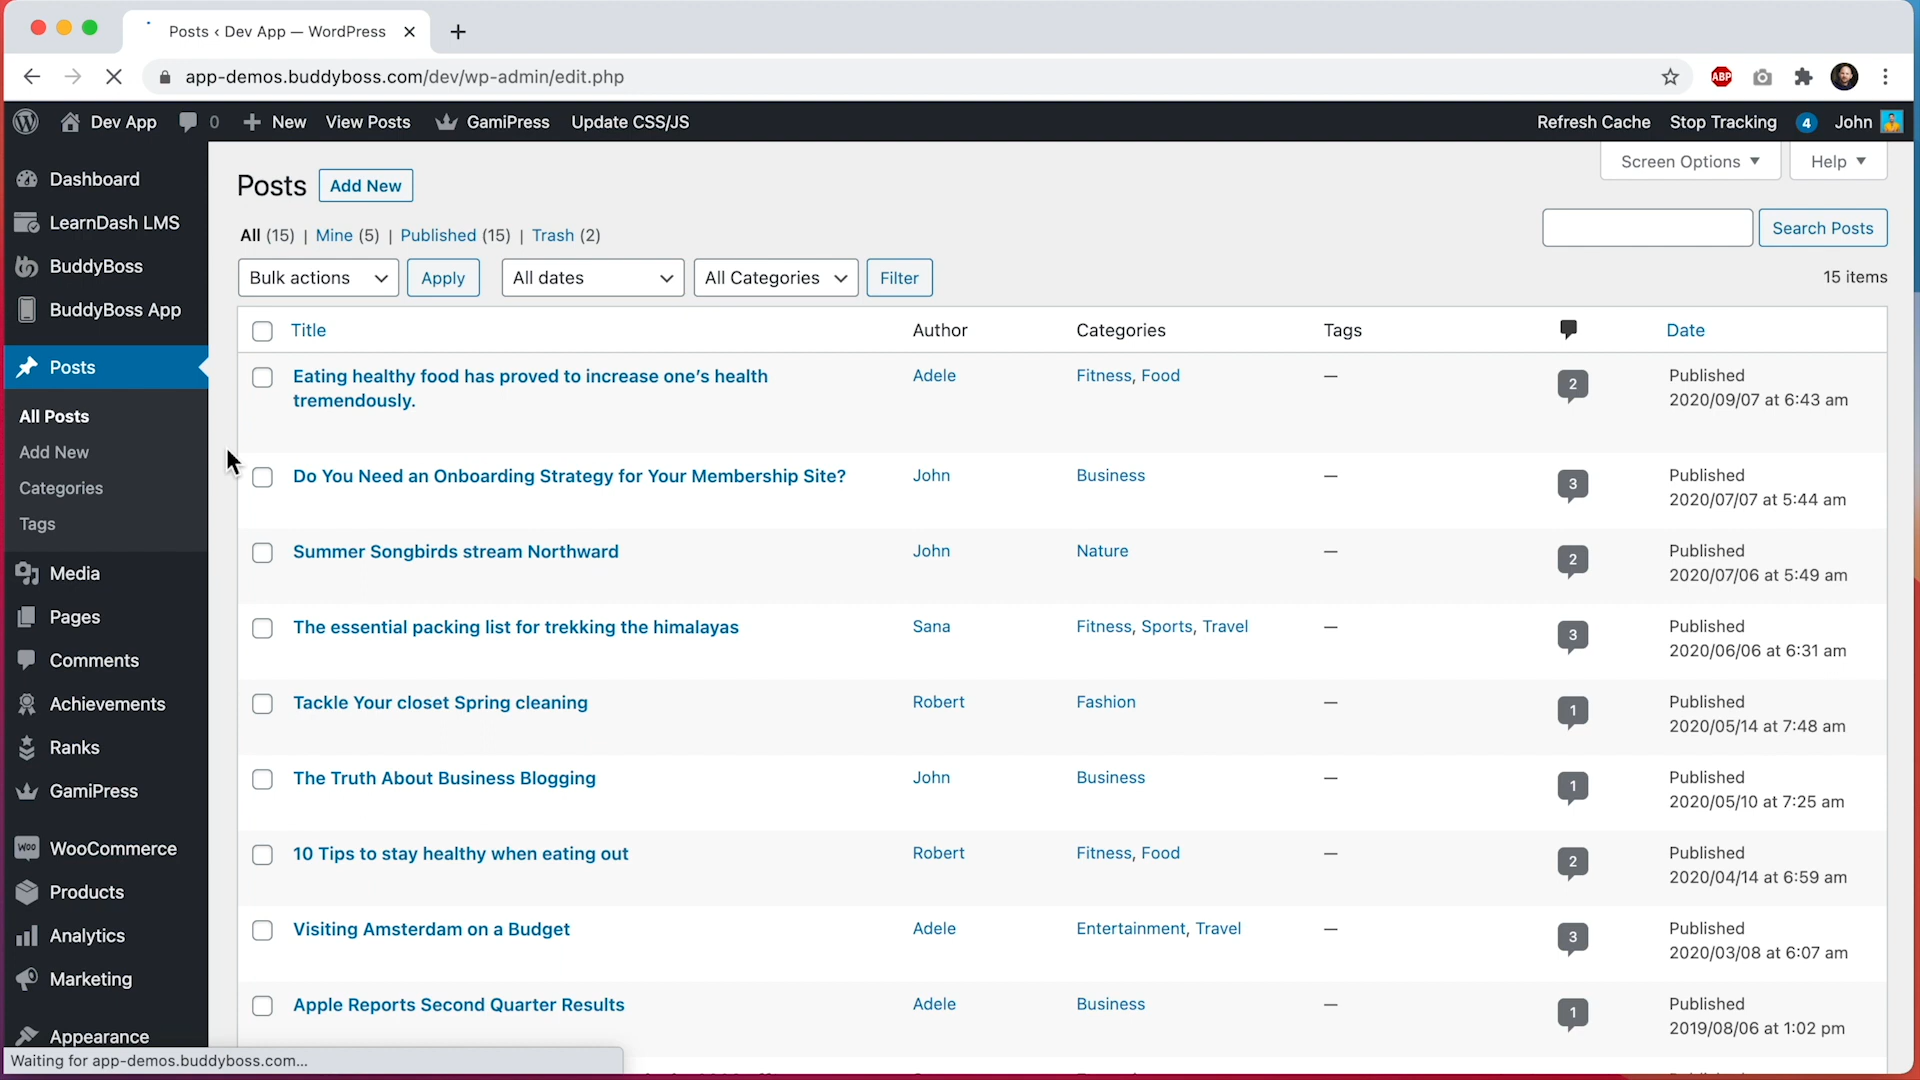 Posts ‹ Dev App — WordPress
app-demos.buddyboss.com/dev/wp-admin/edit.php
ABP
Dev App 0 New View Posts GamiPress Update CSS/JS Refresh Cache Stop Tracking 4 John
Dashboard
LearnDash LMS
BuddyBoss
BuddyBoss App
Posts
All Posts
Add New
Categories
Tags
Media
Pages
Comments
Achievements
Ranks
GamiPress
Woo WooCommerce
Products
Analytics
Marketing
Appearance
Waiting for app-demos.buddyboss.com...
Screen Options Help
Posts Add New
All (15) | Mine (5) | Published (15) | Trash (2)
Search Posts
Bulk actions Apply All dates All Categories Filter 15 items
Title Author Categories Tags Date
Eating healthy food has proved to increase one’s health Adele Fitness, Food — 2 Published
tremendously. 2020/09/07 at 6:43 am
Do You Need an Onboarding Strategy for Your Membership Site? John Business — 3 Published
2020/07/07 at 5:44 am
Summer Songbirds stream Northward John Nature — 2 Published
2020/07/06 at 5:49 am
The essential packing list for trekking the himalayas Sana Fitness, Sports, Travel — 3 Published
2020/06/06 at 6:31 am
Tackle Your closet Spring cleaning Robert Fashion — 1 Published
2020/05/14 at 7:48 am
The Truth About Business Blogging John Business — 1 Published
2020/05/10 at 7:25 am
10 Tips to stay healthy when eating out Robert Fitness, Food — 2 Published
2020/04/14 at 6:59 am
Visiting Amsterdam on a Budget Adele Entertainment, Travel — 3 Published
2020/03/08 at 6:07 am
Apple Reports Second Quarter Results Adele Business — 1 Published
2019/08/06 at 1:02 pm